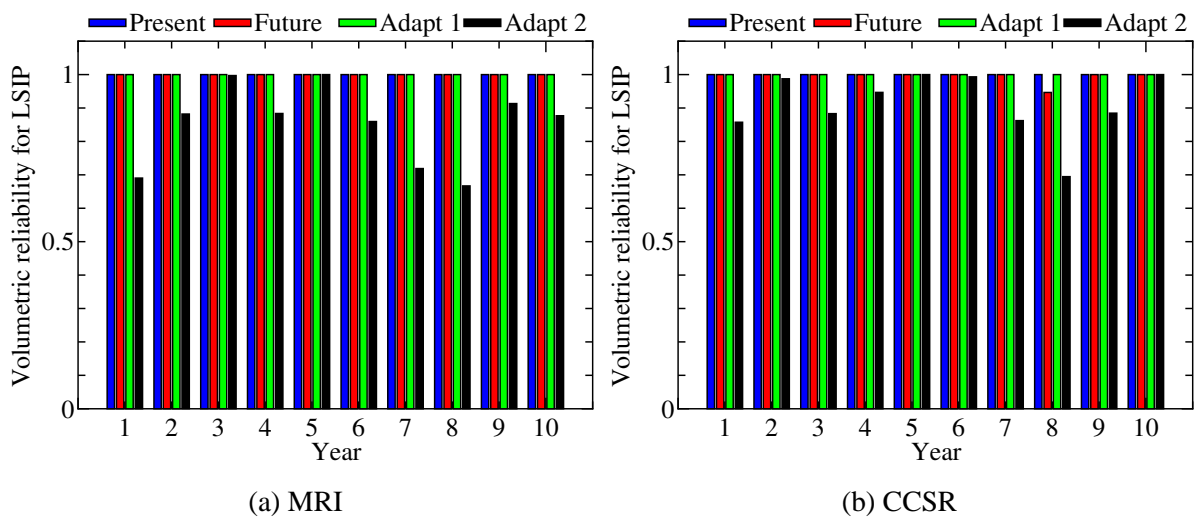 Present Future Adapt 1 Adapt 2
Volumetric reliability for LSIP
1
0.5
0
1 2 3 4 5 6 7 8 9 10
Year
(a) MRI
Present Future Adapt 1 Adapt 2
Volumetric reliability for LSIP
1
0.5
0
1 2 3 4 5 6 7 8 9 10
Year
(b) CCSR